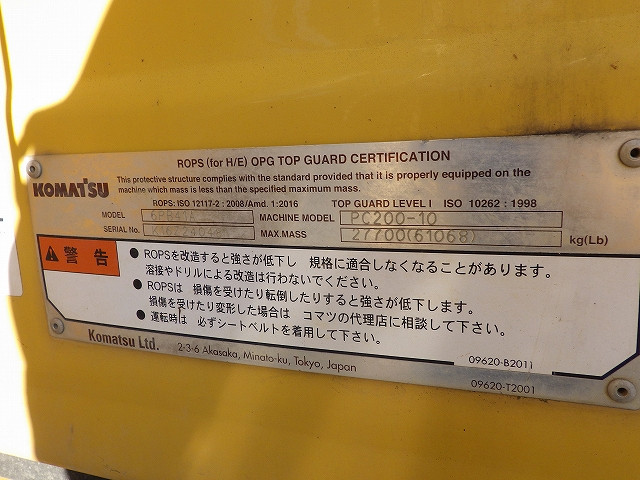 ROPS (for H/E) OPG TOP GUARD CERTIFICATION
KOMATSU
This protective structure complies with the standard provided that it is properly equipped on the
machine which mass is less than the specified maximum mass.
ROPS: ISO 12117-2 : 2008/Amd. 1:2016 TOP GUARD LEVEL I ISO 10262 : 1998
MODEL MACHINE MODEL PC200-10
SERIAL No. MAX.MASS 27700(61068) kg(Lb)
警告
● ROPSを改造すると強さが低下し 規格に適合しなくなることがあります。
溶接やドリルによる改造は行わないでください。
● ROPSは 損傷を受けたり転倒したりすると強さが低下します。
損傷を受けたり変形した場合は コマツの代理店に相談して下さい。
● 運転時は 必ずシートベルトを着用して下さい。
09620-B2011
Komatsu Ltd. 2-3-6 Akasaka, Minato-ku, Tokyo, Japan
09620-T2001